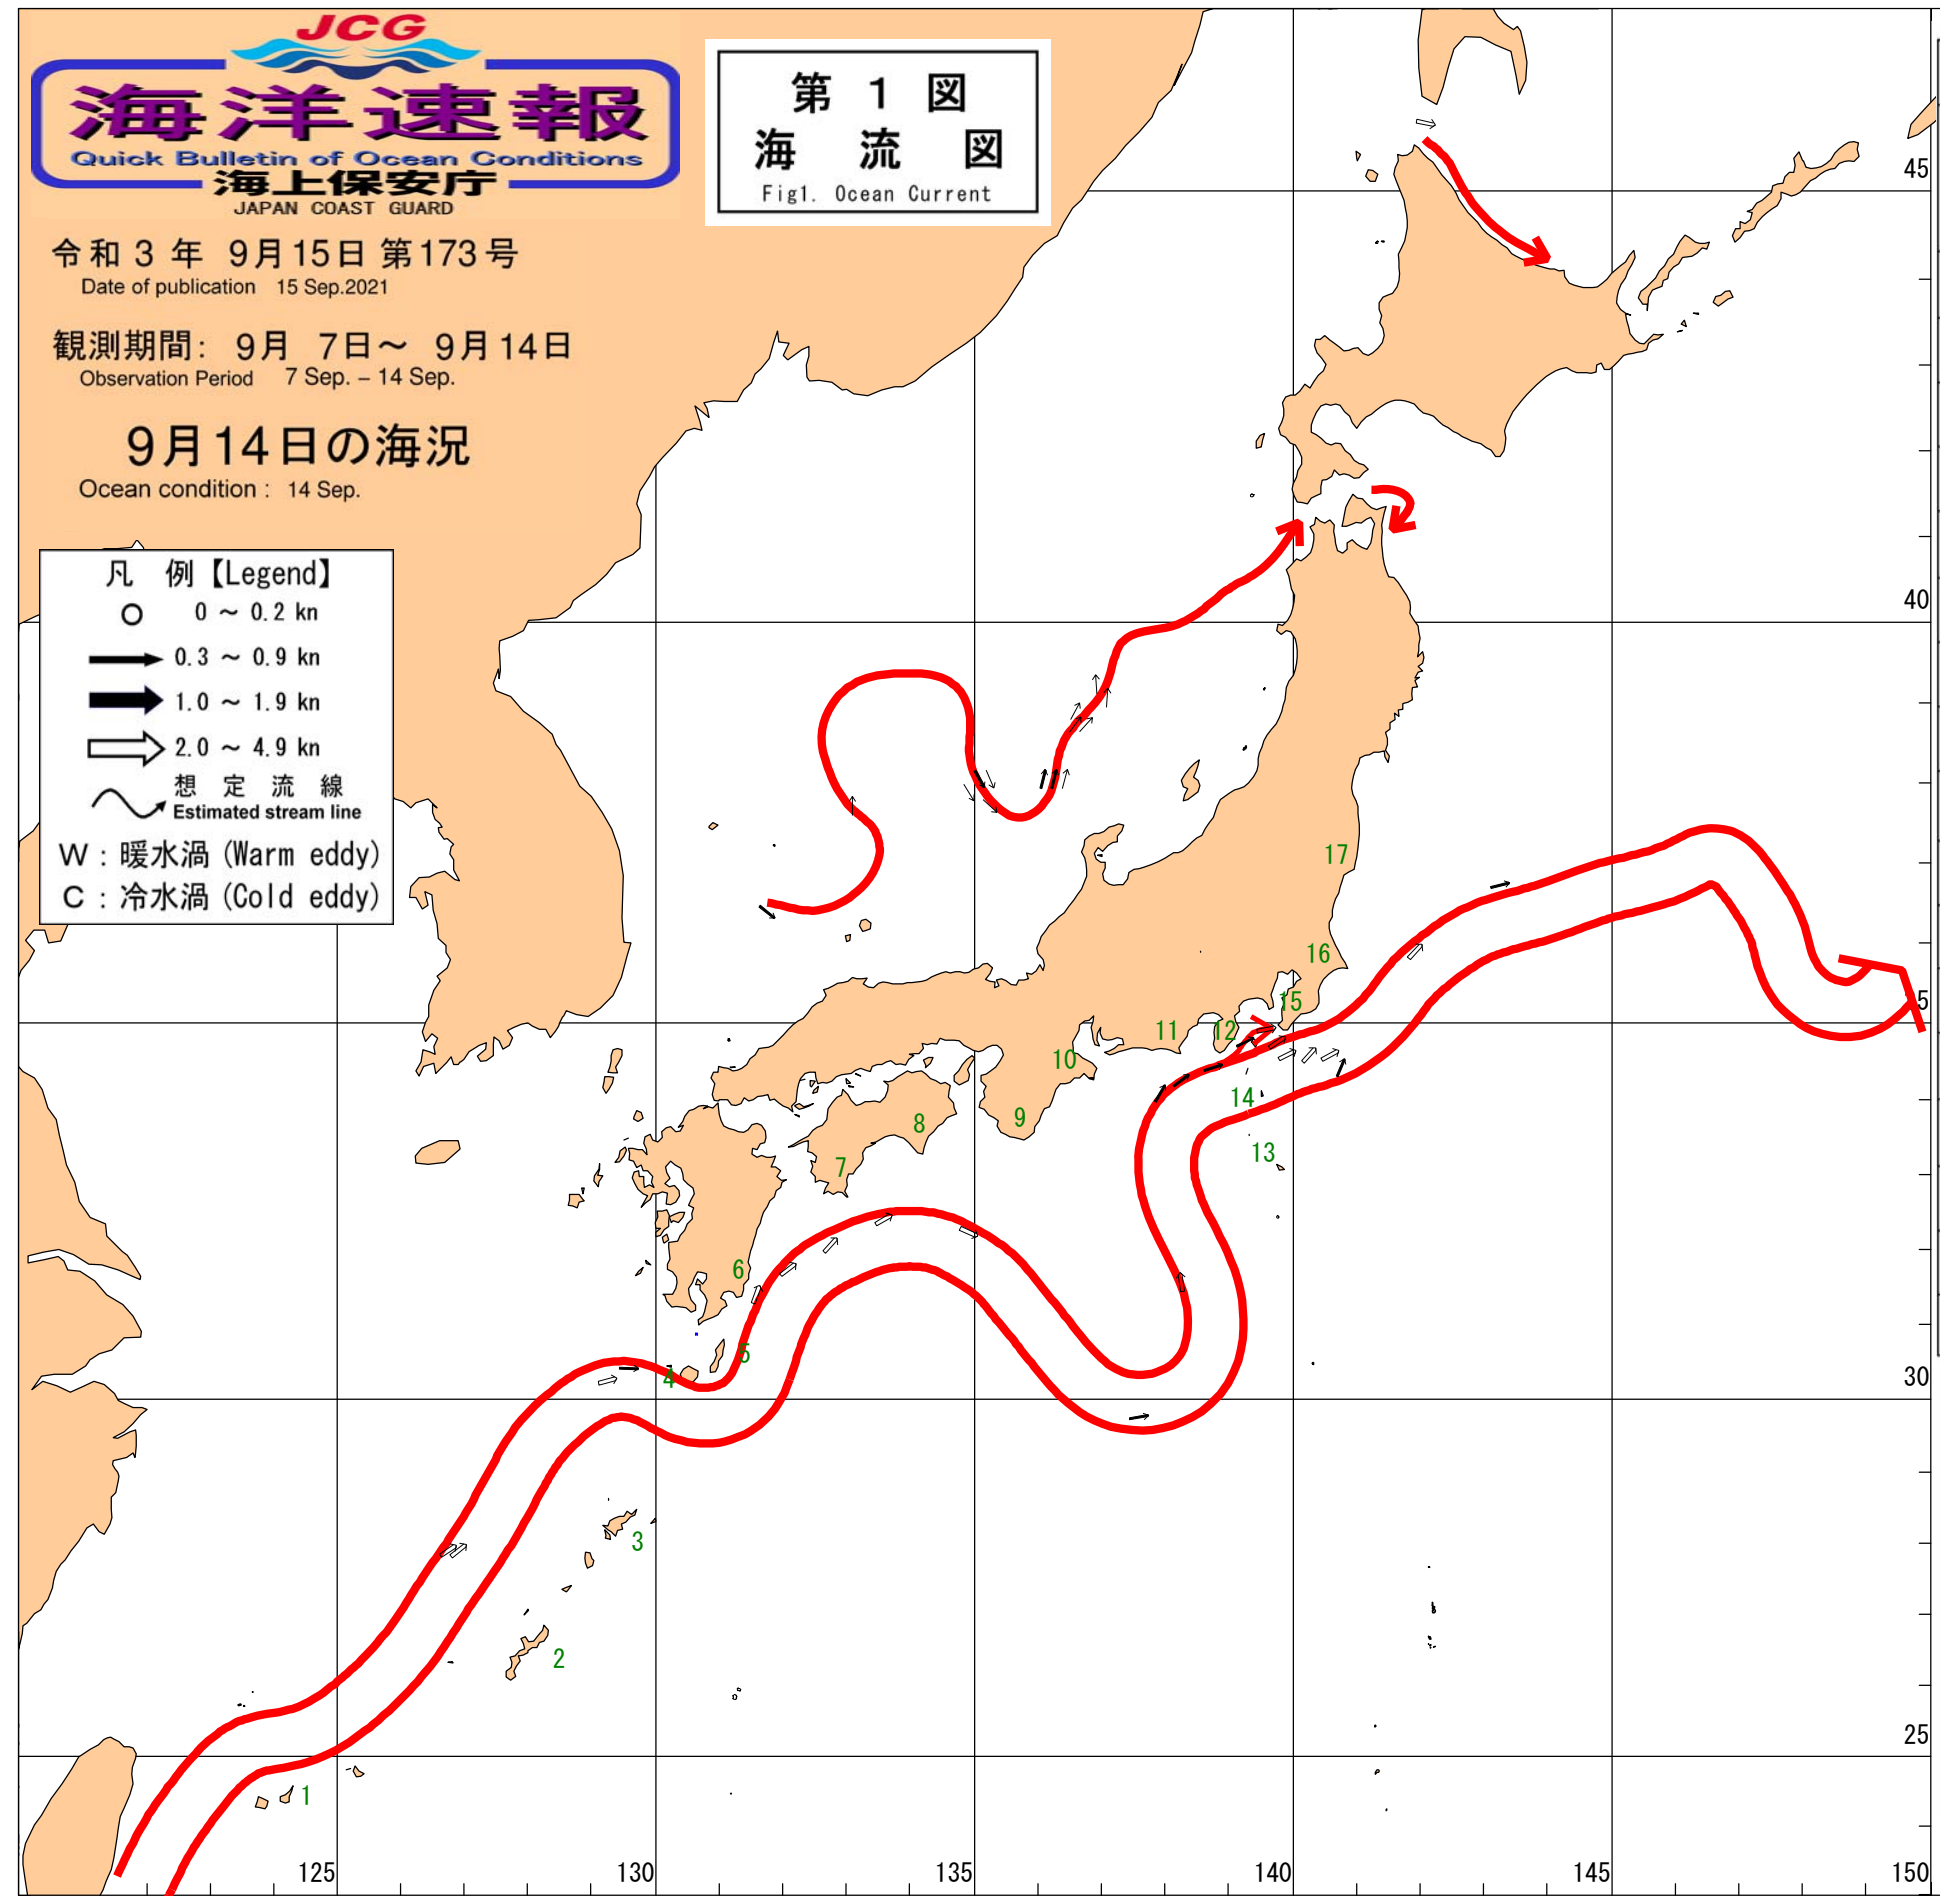 JCG
海洋速報
Quick Bulletin of Ocean Conditions
海上保安庁
JAPAN COAST GUARD
令和 3 年 9月15日 第173号
Date of publication 15 Sep.2021
観測期間: 9月 7日～ 9月14日
Observation Period 7 Sep. – 14 Sep.
9月14日の海況
Ocean condition : 14 Sep.
第 1 図
海 流 図
Fig1. Ocean Current
凡 例【Legend】
0 ～ 0.2 kn
0.3 ～ 0.9 kn
1.0 ～ 1.9 kn
2.0 ～ 4.9 kn
想 定 流 線
Estimated stream line
W : 暖水渦 (Warm eddy)
C : 冷水渦 (Cold eddy)
45
40
17
16
15
5
11
12
10
14
9
8
13
7
6
5
4
30
3
2
25
1
125
130
135
140
145
150